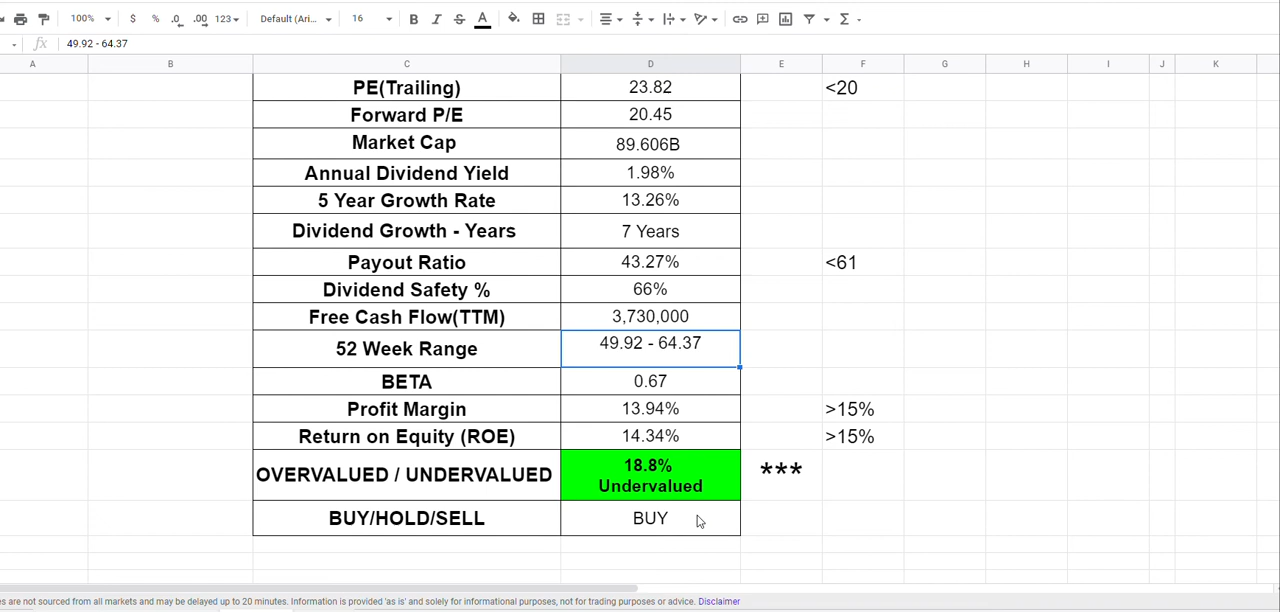 100% $ % .0 .00 123 Default (Ari... 16 B I S A Σ
fx 49.92 - 64.37
A B C D E F G H I J K
PE(Trailing) 23.82 <20
Forward P/E 20.45
Market Cap 89.606B
Annual Dividend Yield 1.98%
5 Year Growth Rate 13.26%
Dividend Growth - Years 7 Years
Payout Ratio 43.27% <61
Dividend Safety % 66%
Free Cash Flow(TTM) 3,730,000
52 Week Range 49.92 - 64.37
BETA 0.67
Profit Margin 13.94% >15%
Return on Equity (ROE) 14.34% >15%
OVERVALUED / UNDERVALUED 18.8% ***
Undervalued
BUY/HOLD/SELL BUY
es are not sourced from all markets and may be delayed up to 20 minutes. Information is provided 'as is' and solely for informational purposes, not for trading purposes or advice. Disclaimer